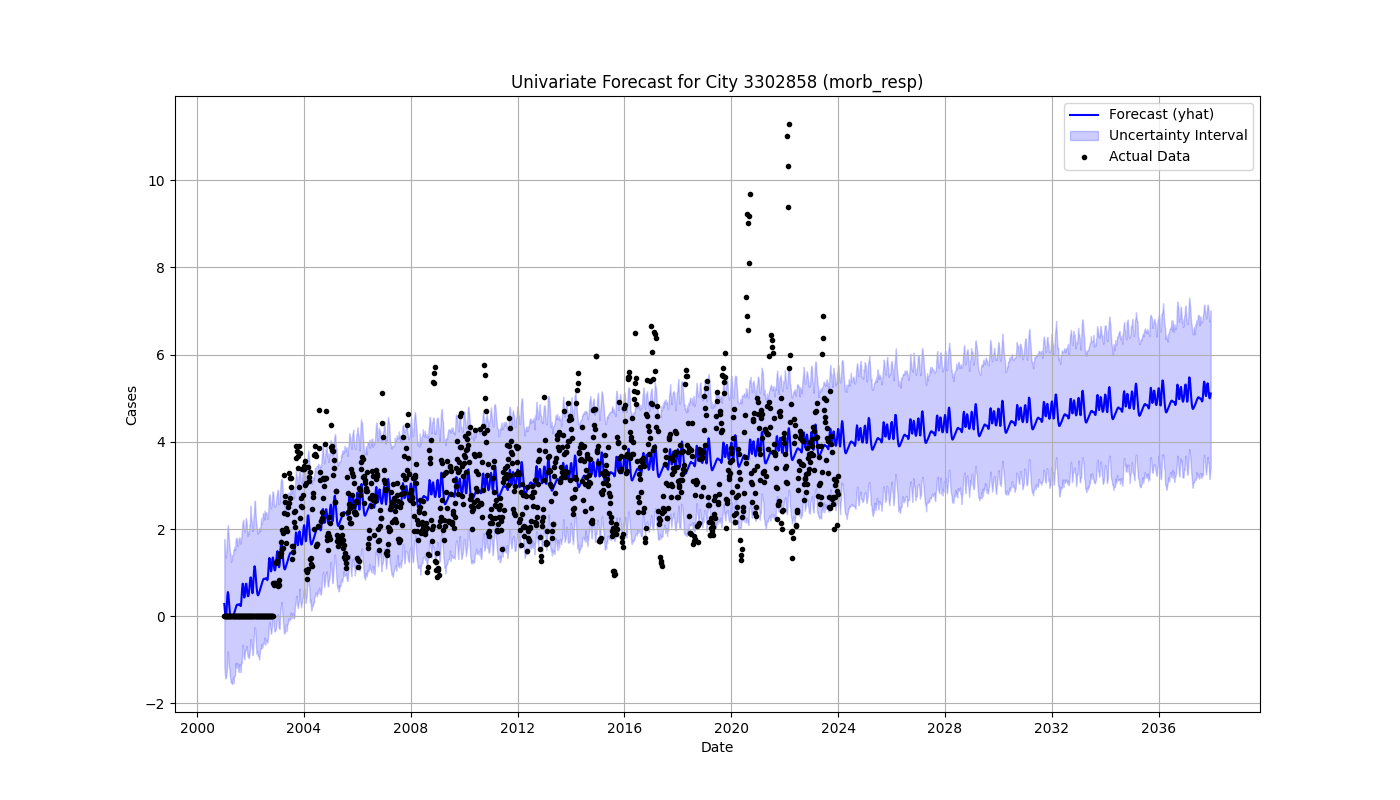 Univariate Forecast for City 3302858 (morb_resp)
Forecast (yhat)
Uncertainty Interval
Actual Data
Cases
10
8
6
4
2
0
−2
2000 2004 2008 2012 2016 2020 2024 2028 2032 2036
Date